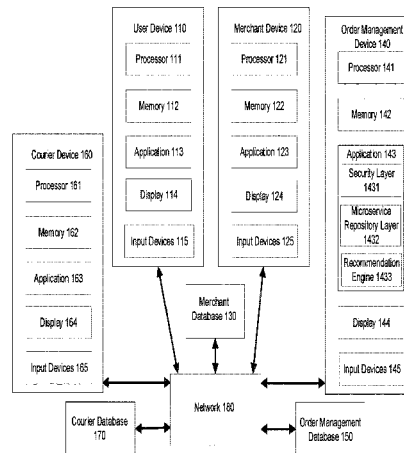 User Device 110
Processor 111
Memory 112
Application 113
Display 114
Input Devices 115
Merchant Device 120
Processor 121
Memory 122
Application 123
Display 124
Input Devices 125
Order Management
Device 140
Processor 141
Memory 142
Application 143
Security Layer
1431
Microservice
Repository Layer
1432
Recommendation
Engine 1433
Display 144
Input Devices 145
Courier Device 160
Processor 161
Memory 162
Application 163
Display 164
Input Devices 165
Merchant
Database 130
Network 180
Courier Database
170
Order Management
Database 150